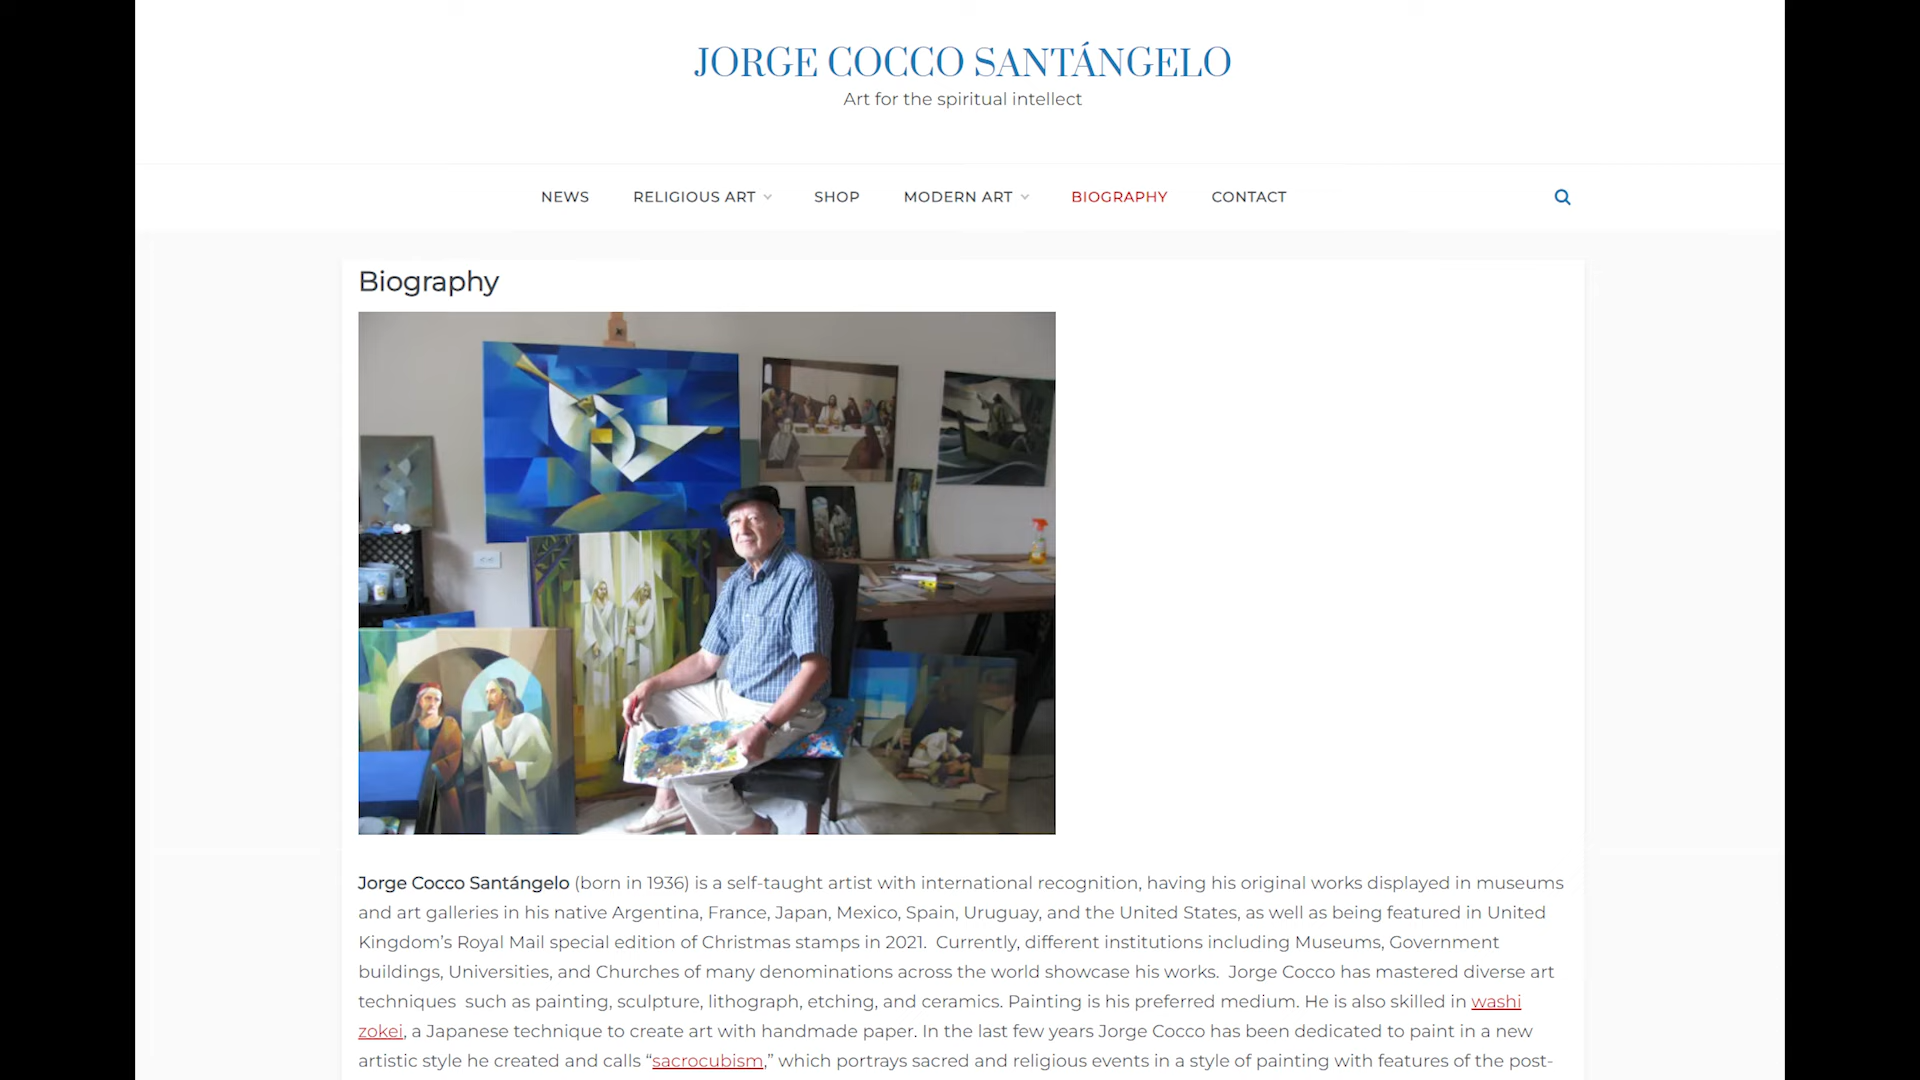 JORGE COCCO SANTÁNGELO
Art for the spiritual intellect
NEWS RELIGIOUS ART SHOP MODERN ART BIOGRAPHY CONTACT
Biography
Jorge Cocco Santángelo (born in 1936) is a self-taught artist with international recognition, having his original works displayed in museums
and art galleries in his native Argentina, France, Japan, Mexico, Spain, Uruguay, and the United States, as well as being featured in United
Kingdom’s Royal Mail special edition of Christmas stamps in 2021.  Currently, different institutions including Museums, Government
buildings, Universities, and Churches of many denominations across the world showcase his works.  Jorge Cocco has mastered diverse art
techniques  such as painting, sculpture, lithograph, etching, and ceramics. Painting is his preferred medium. He is also skilled in washi
zokei, a Japanese technique to create art with handmade paper. In the last few years Jorge Cocco has been dedicated to paint in a new
artistic style he created and calls “sacrocubism,” which portrays sacred and religious events in a style of painting with features of the post-